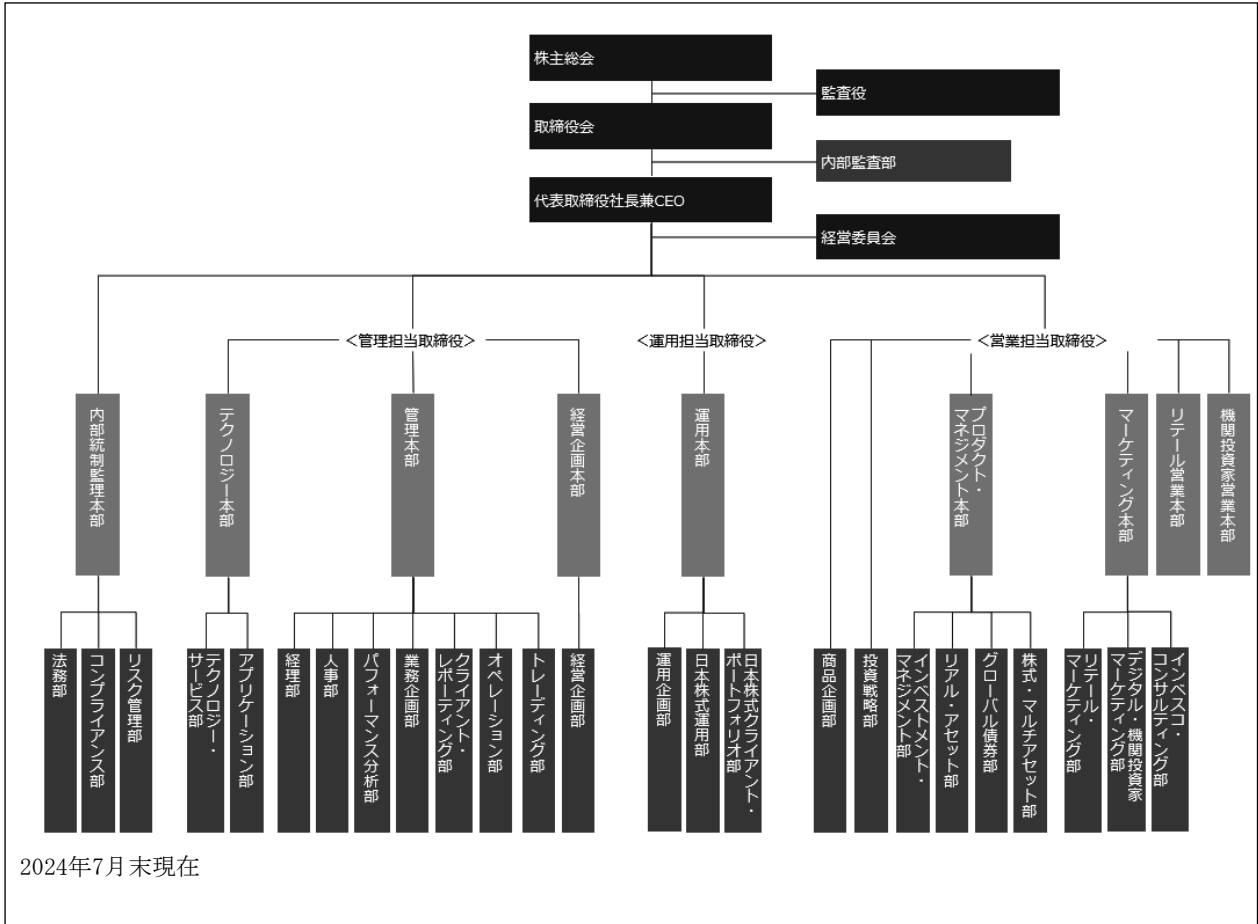 株主総会
監査役
取締役会
内部監査部
代表取締役社長兼CEO
経営委員会
＜管理担当取締役＞
＜運用担当取締役＞
＜営業担当取締役＞
内部統制監理本部
テクノロジー本部
管理本部
経営企画本部
運用本部
プロダクト・
マネジメント本部
マーケティング本部
リテール営業本部
機関投資家営業本部
法務部
コンプライアンス部
リスク管理部
テクノロジー・
サービス部
アプリケーション部
経理部
人事部
パフォーマンス分析部
業務企画部
クライアント・
レポーティング部
オペレーション部
トレーディング部
経営企画部
運用企画部
日本株式運用部
日本株式クライアント・
ポートフォリオ部
商品企画部
投資戦略部
インベストメント・
マネジメント部
リアル・アセット部
グローバル債券部
株式・マルチアセット部
リテール・
マーケティング部
デジタル・機関投資家
マーケティング部
インベスコ・
コンサルティング部
2024年7月末現在